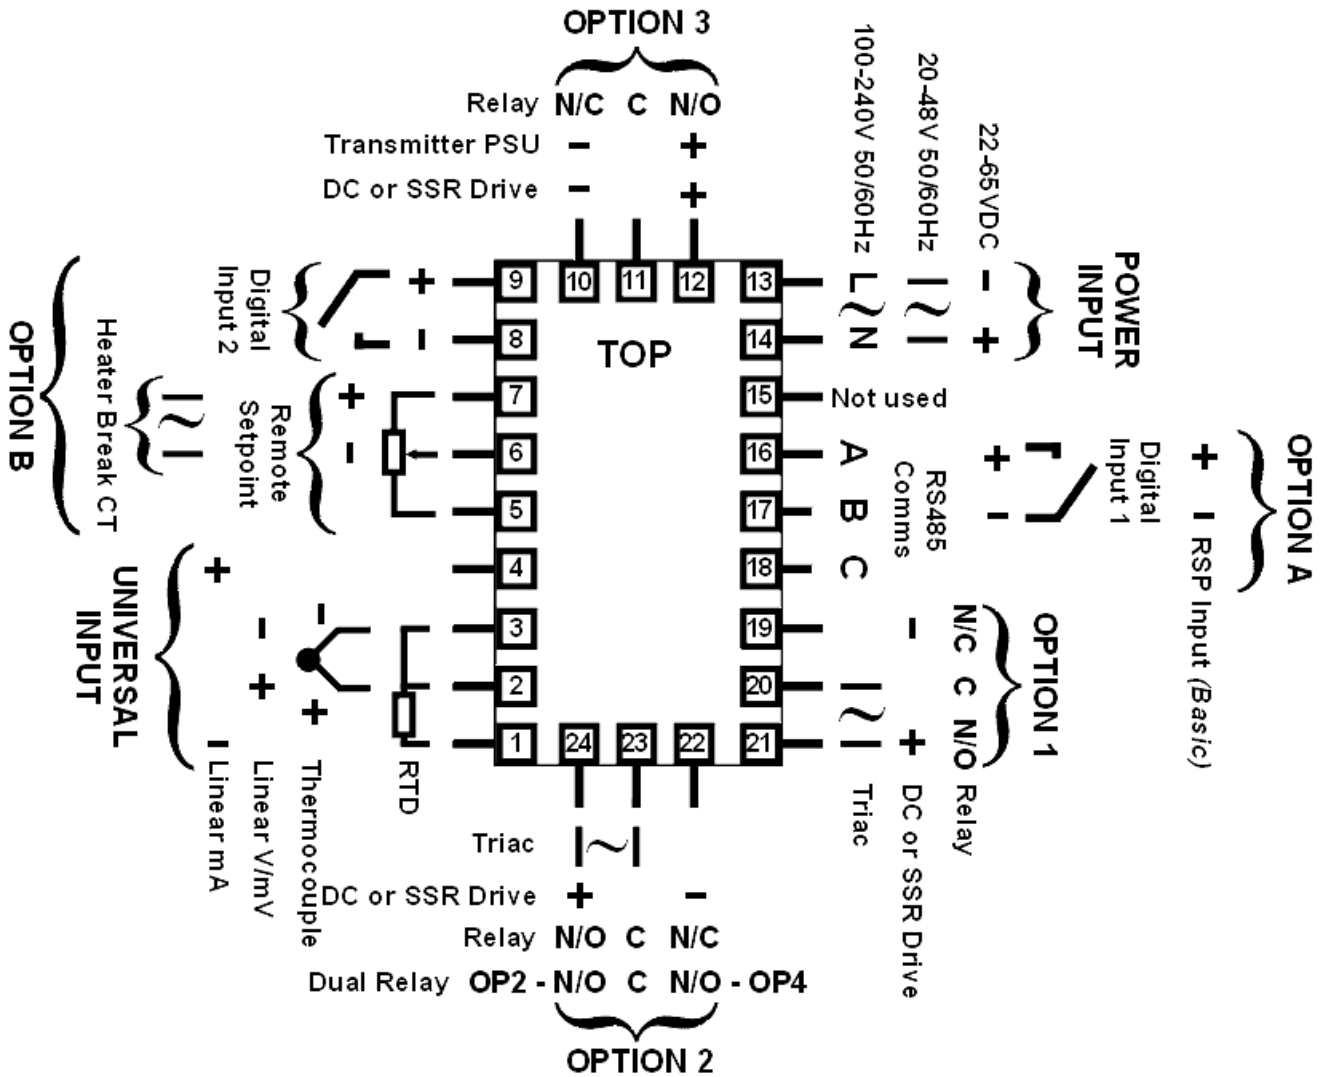 OPTION 3
Relay N/C C N/O
Transmitter PSU - +
DC or SSR Drive - +
100-240V 50/60Hz L ~ N
20-48V 50/60Hz ~
22-65VDC - +
POWER
INPUT
TOP
9
8
7
6
5
4
3
2
1
10
11
12
13
14
15
16
17
18
19
20
21
24
23
22
OPTION B
Digital
Input 2
+
-
Heater Break CT
~
Remote
Setpoint
+
-
UNIVERSAL
INPUT
+
- Linear mA
-
+
Linear V/mV
-
+
Thermocouple
RTD
Not used
A
B
C
RS485
Comms
+
-
Digital
Input 1
+
- RSP Input (Basic)
OPTION A
OPTION 1
N/C C N/O Relay
- + DC or SSR Drive
~ Triac
Triac ~
DC or SSR Drive + -
Relay N/O C N/C
Dual Relay OP2 - N/O C N/O - OP4
OPTION 2